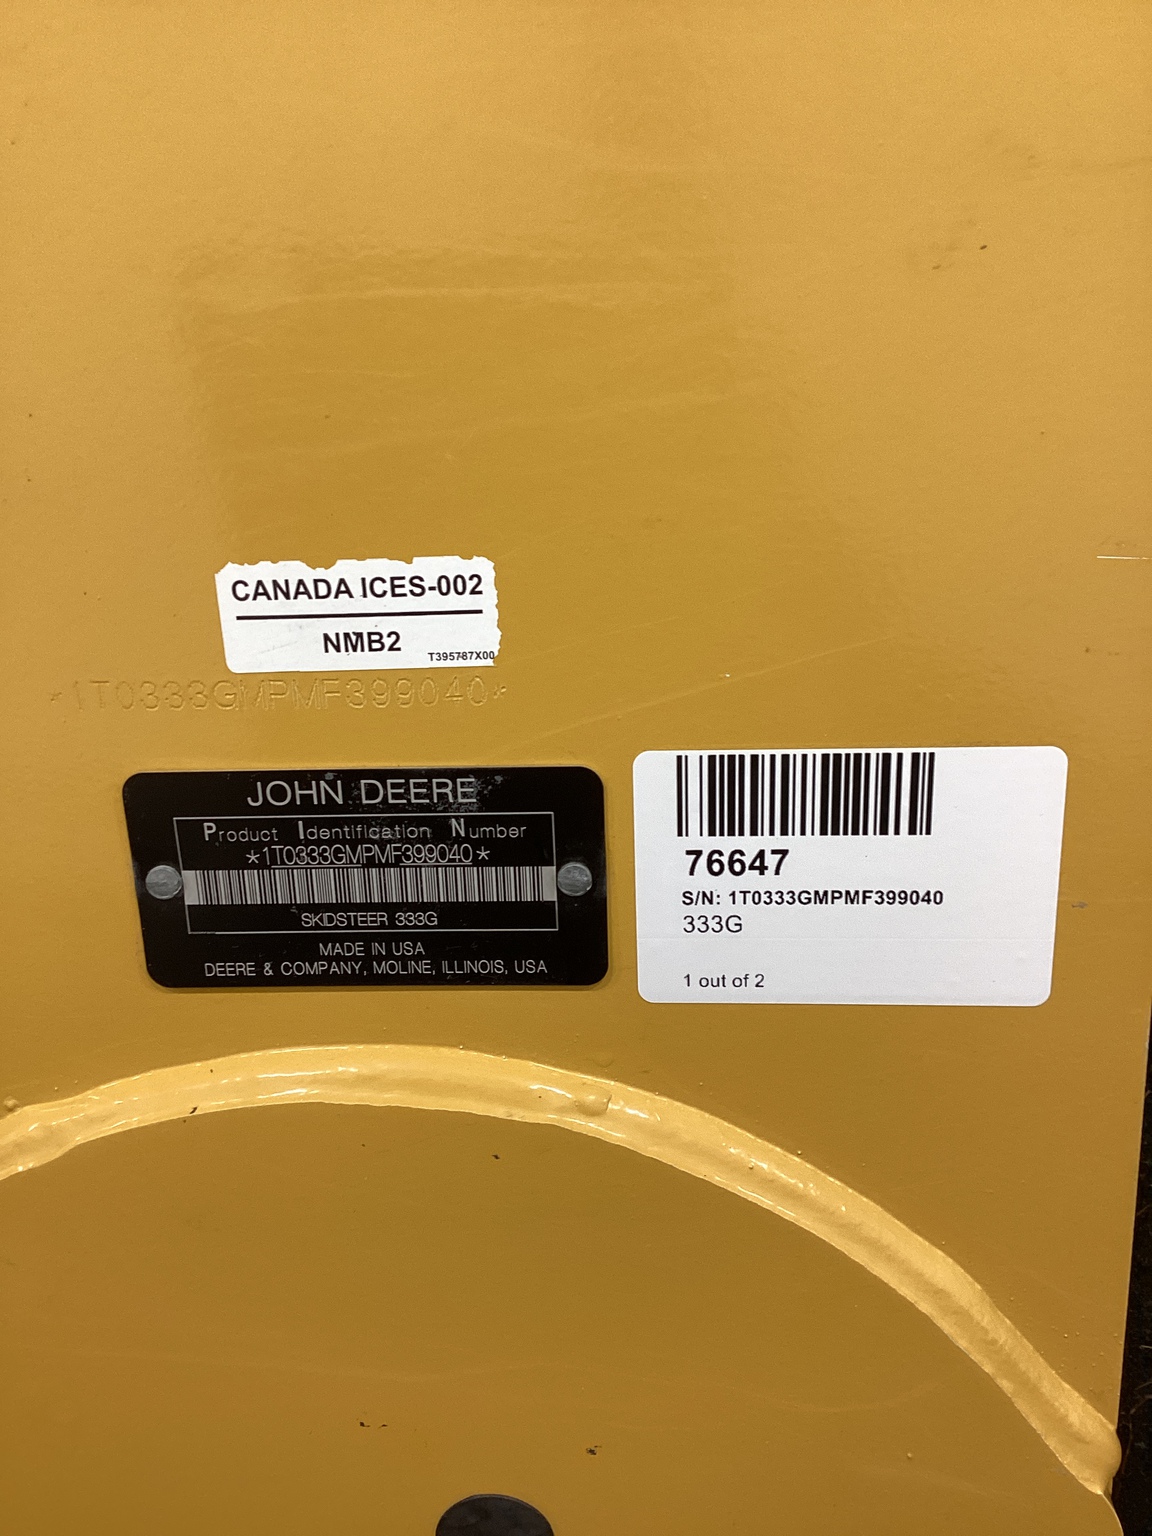 CANADA ICES-002
NMB2
T395787X00
*1T0333GMPMF399040*
JOHN DEERE
Product Identification Number
*1T0333GMPMF399040*
SKIDSTEER 333G
MADE IN USA
DEERE & COMPANY, MOLINE, ILLINOIS, USA
76647
S/N: 1T0333GMPMF399040
333G
1 out of 2